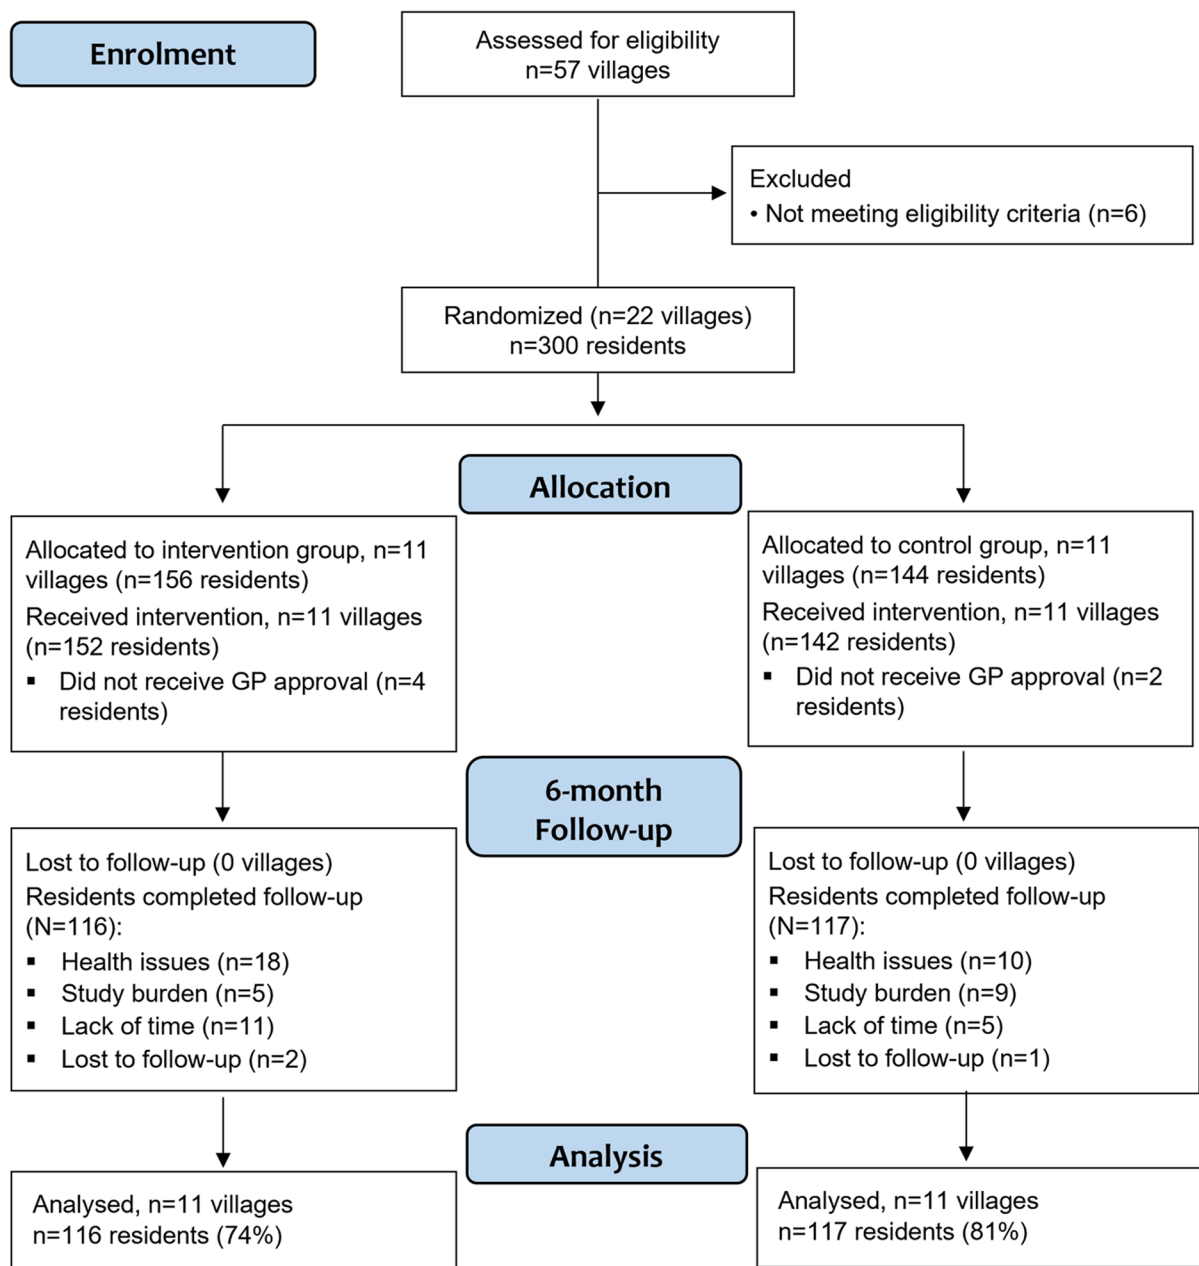 Enrolment
Assessed for eligibility
n=57 villages
Excluded
• Not meeting eligibility criteria (n=6)
Randomized (n=22 villages)
n=300 residents
Allocation
Allocated to intervention group, n=11
villages (n=156 residents)
Received intervention, n=11 villages
(n=152 residents)
▪ Did not receive GP approval (n=4
residents)
Allocated to control group, n=11
villages (n=144 residents)
Received intervention, n=11 villages
(n=142 residents)
▪ Did not receive GP approval (n=2
residents)
6-month
Follow-up
Lost to follow-up (0 villages)
Residents completed follow-up
(N=116):
▪ Health issues (n=18)
▪ Study burden (n=5)
▪ Lack of time (n=11)
▪ Lost to follow-up (n=2)
Lost to follow-up (0 villages)
Residents completed follow-up
(N=117):
▪ Health issues (n=10)
▪ Study burden (n=9)
▪ Lack of time (n=5)
▪ Lost to follow-up (n=1)
Analysis
Analysed, n=11 villages
n=116 residents (74%)
Analysed, n=11 villages
n=117 residents (81%)